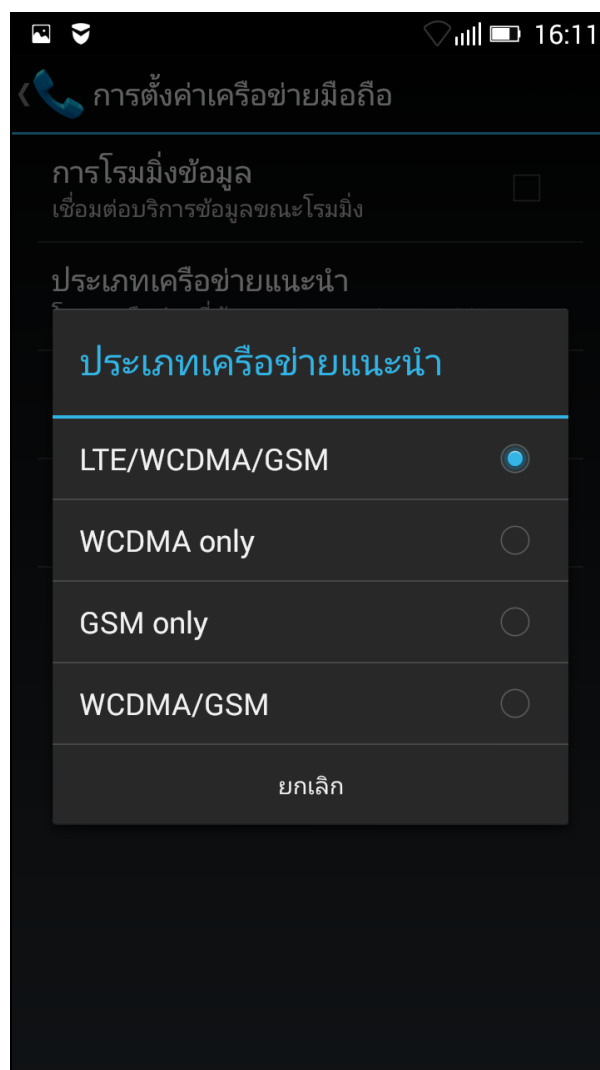 16:11
การตั้งค่าเครือข่ายมือถือ
การโรมมิ่งข้อมูล
เชื่อมต่อบริการข้อมูลขณะโรมมิ่ง
ประเภทเครือข่ายแนะนำ
ประเภทเครือข่ายแนะนำ
LTE/WCDMA/GSM
WCDMA only
GSM only
WCDMA/GSM
ยกเลิก